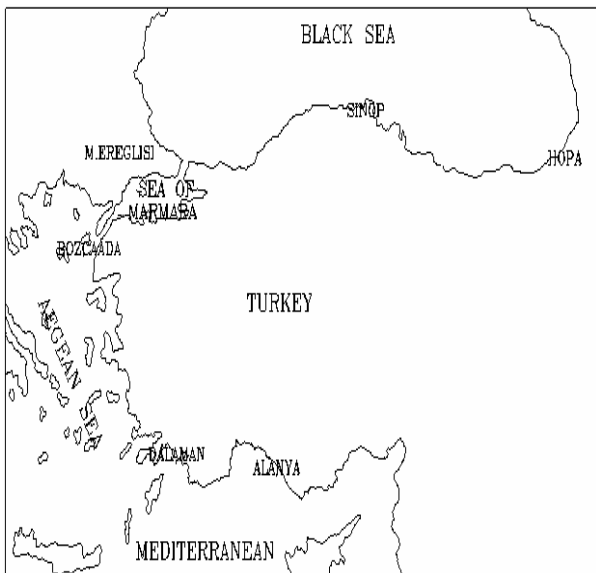 BLACK SEA
SINOP
M.EREGLISI
HOPA
SEA OF
MARMARA
BOZCAADA
TURKEY
AEGEAN SEA
DALAMAN
ALANYA
MEDITERRANEAN